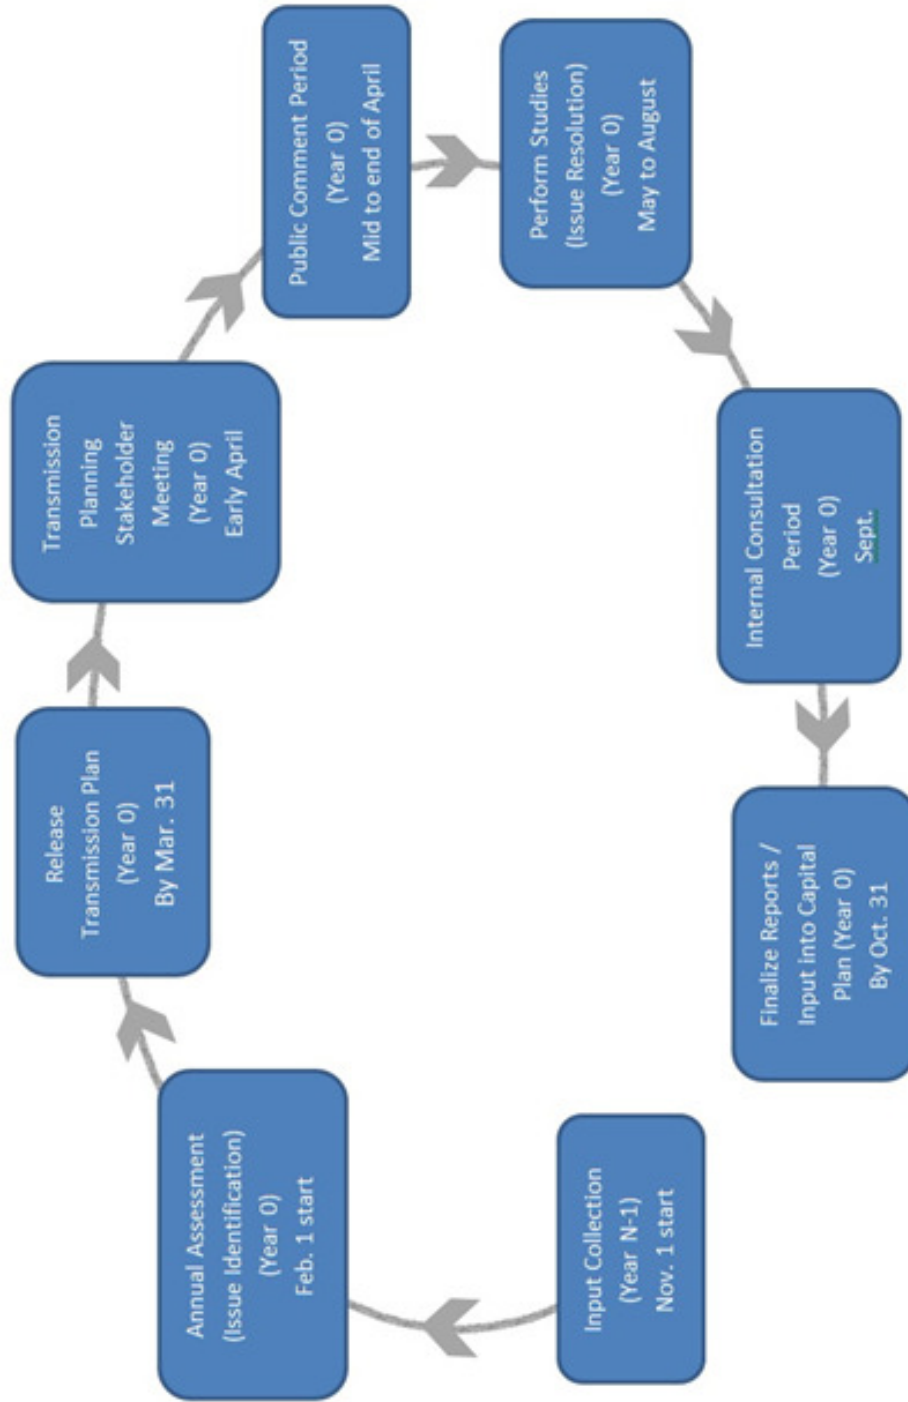 Input Collection
(Year N-1)
Nov. 1 start
Annual Assessment
(Issue Identification)
(Year 0)
Feb. 1 start
Release
Transmission Plan
(Year 0)
By Mar. 31
Transmission
Planning
Stakeholder
Meeting
(Year 0)
Early April
Public Comment Period
(Year 0)
Mid to end of April
Perform Studies
(Issue Resolution)
(Year 0)
May to August
Internal Consultation
Period
(Year 0)
Sept.
Finalize Reports /
Input into Capital
Plan (Year 0)
By Oct. 31